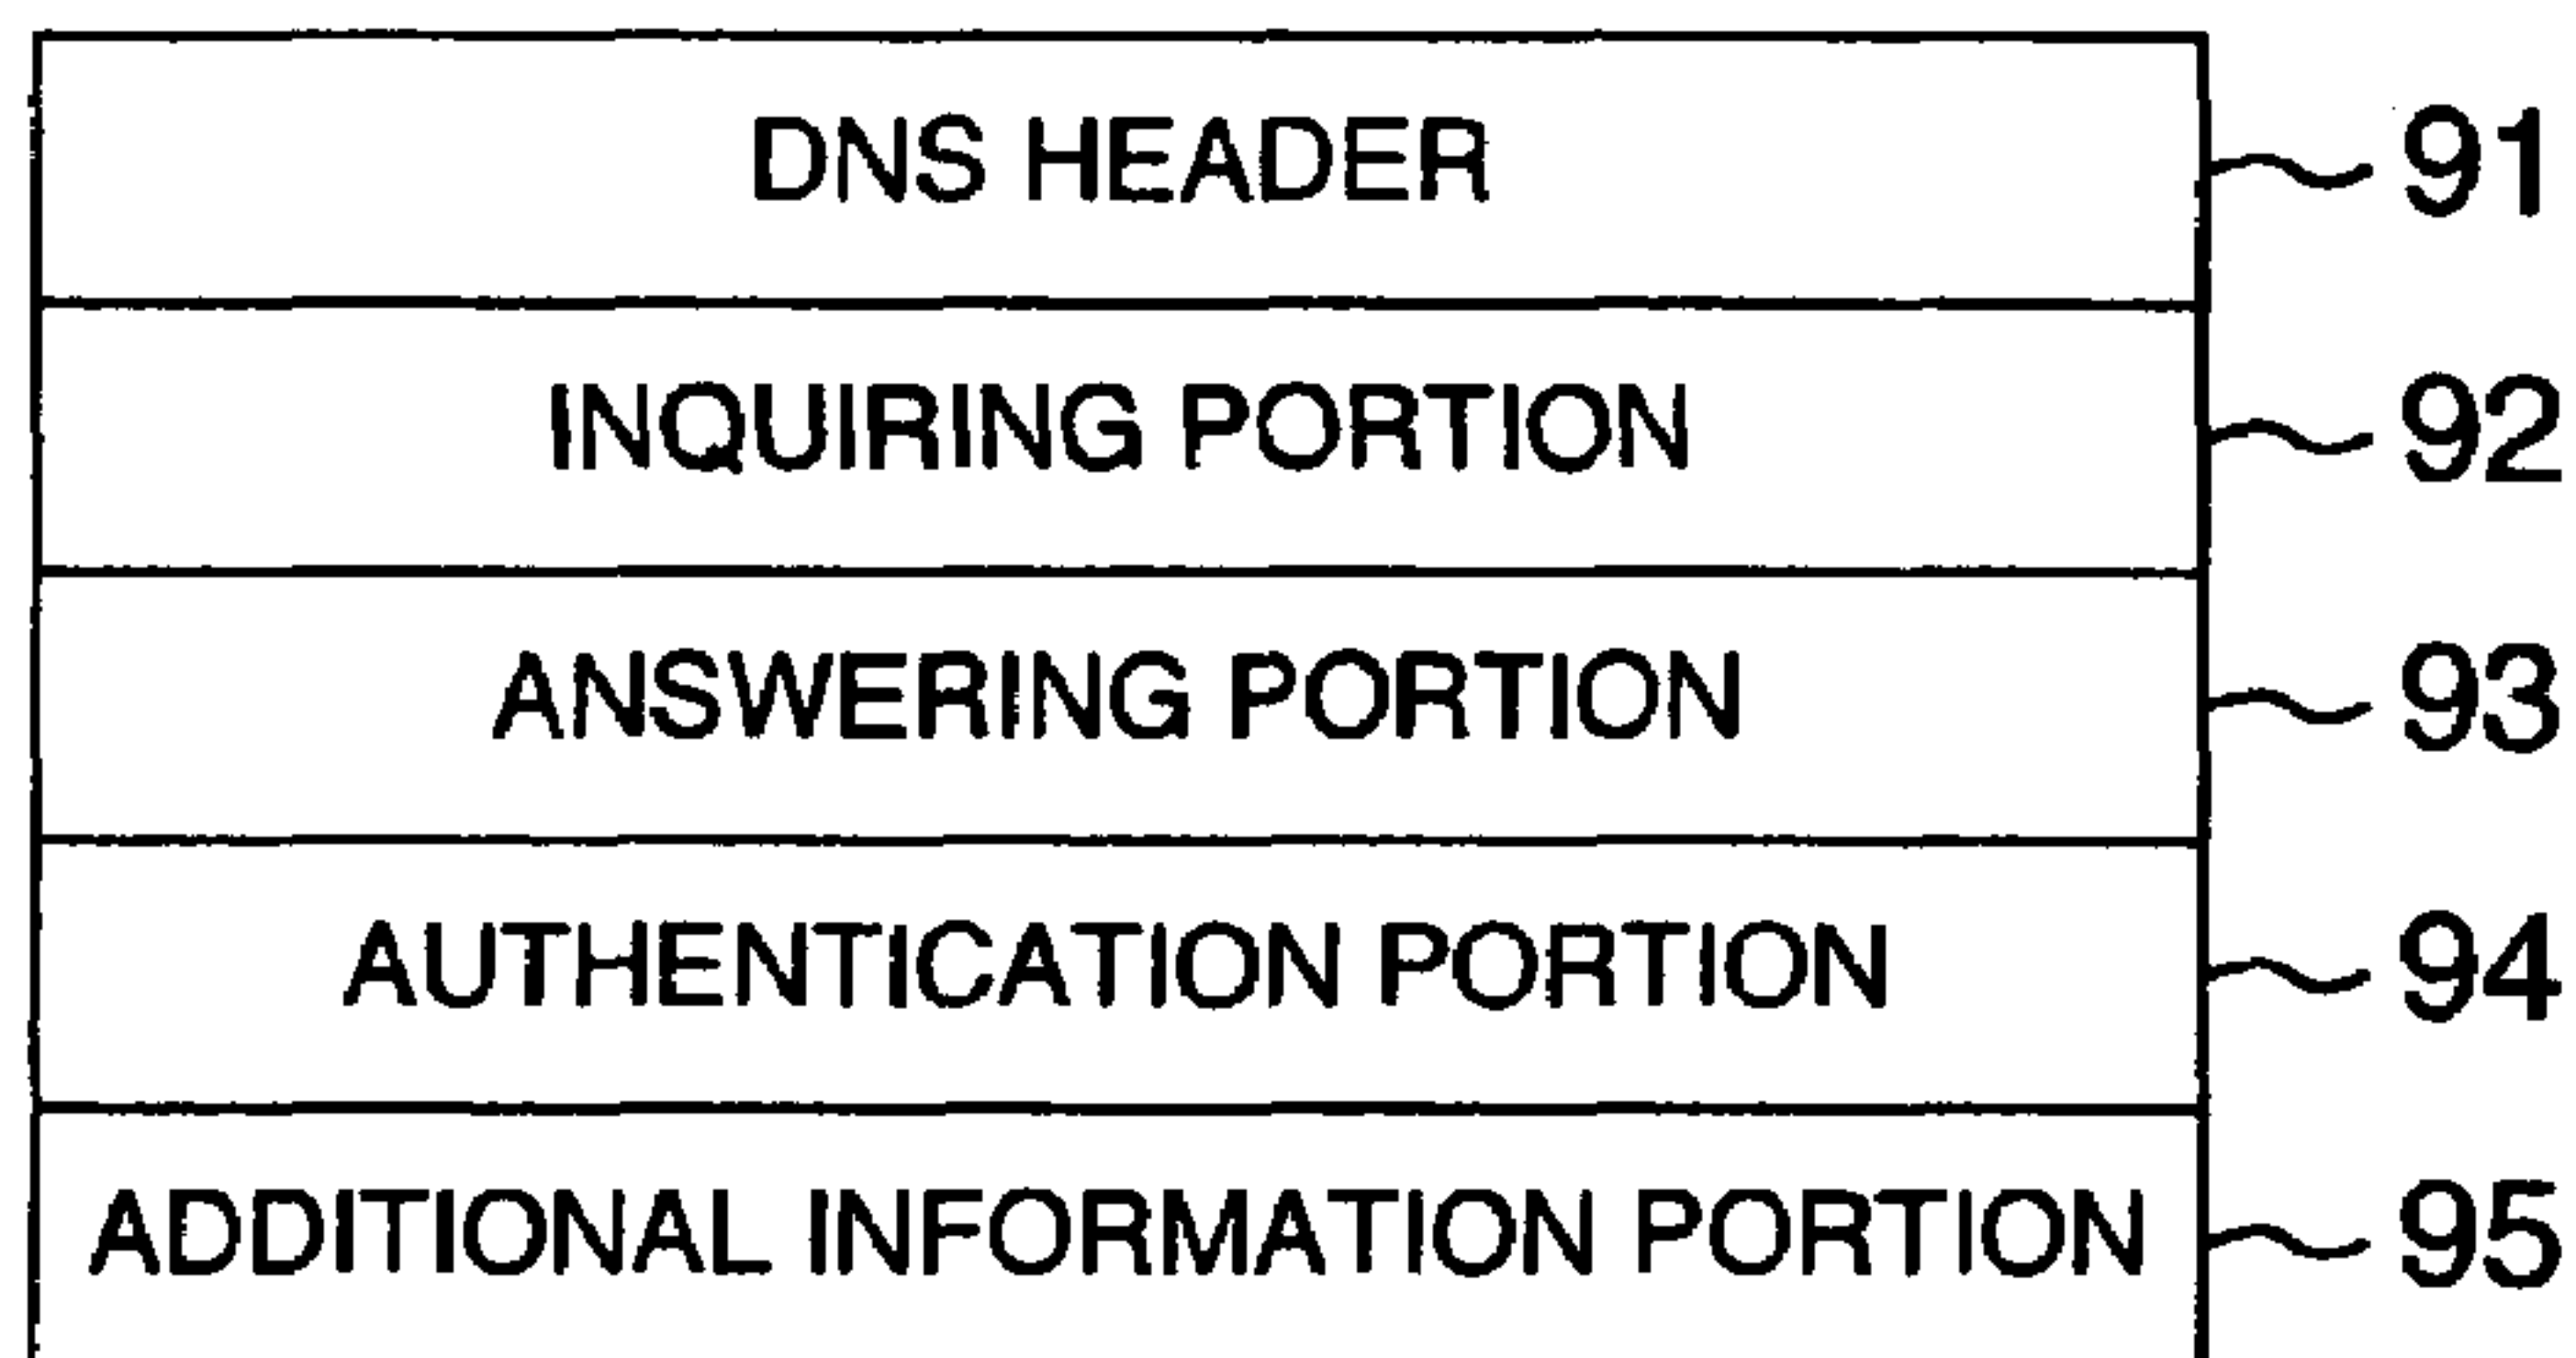 DNS HEADER 91
INQUIRING PORTION 92
ANSWERING PORTION 93
AUTHENTICATION PORTION 94
ADDITIONAL INFORMATION PORTION 95